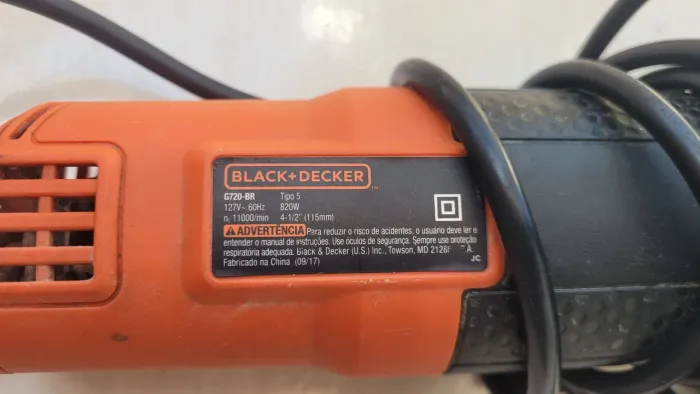 BLACK+DECKER
G720-BR Tipo 5
127V~ 60Hz 820W
n. 11000/min 4-1/2" (115mm)
ADVERTÊNCIA Para reduzir o risco de acidentes, o usuário deve ler e
entender o manual de instruções. Use óculos de segurança. Sempre use proteção
respiratória adequada. Black & Decker (U.S.) Inc., Towson, MD
Fabricado na China (09/17)
JC